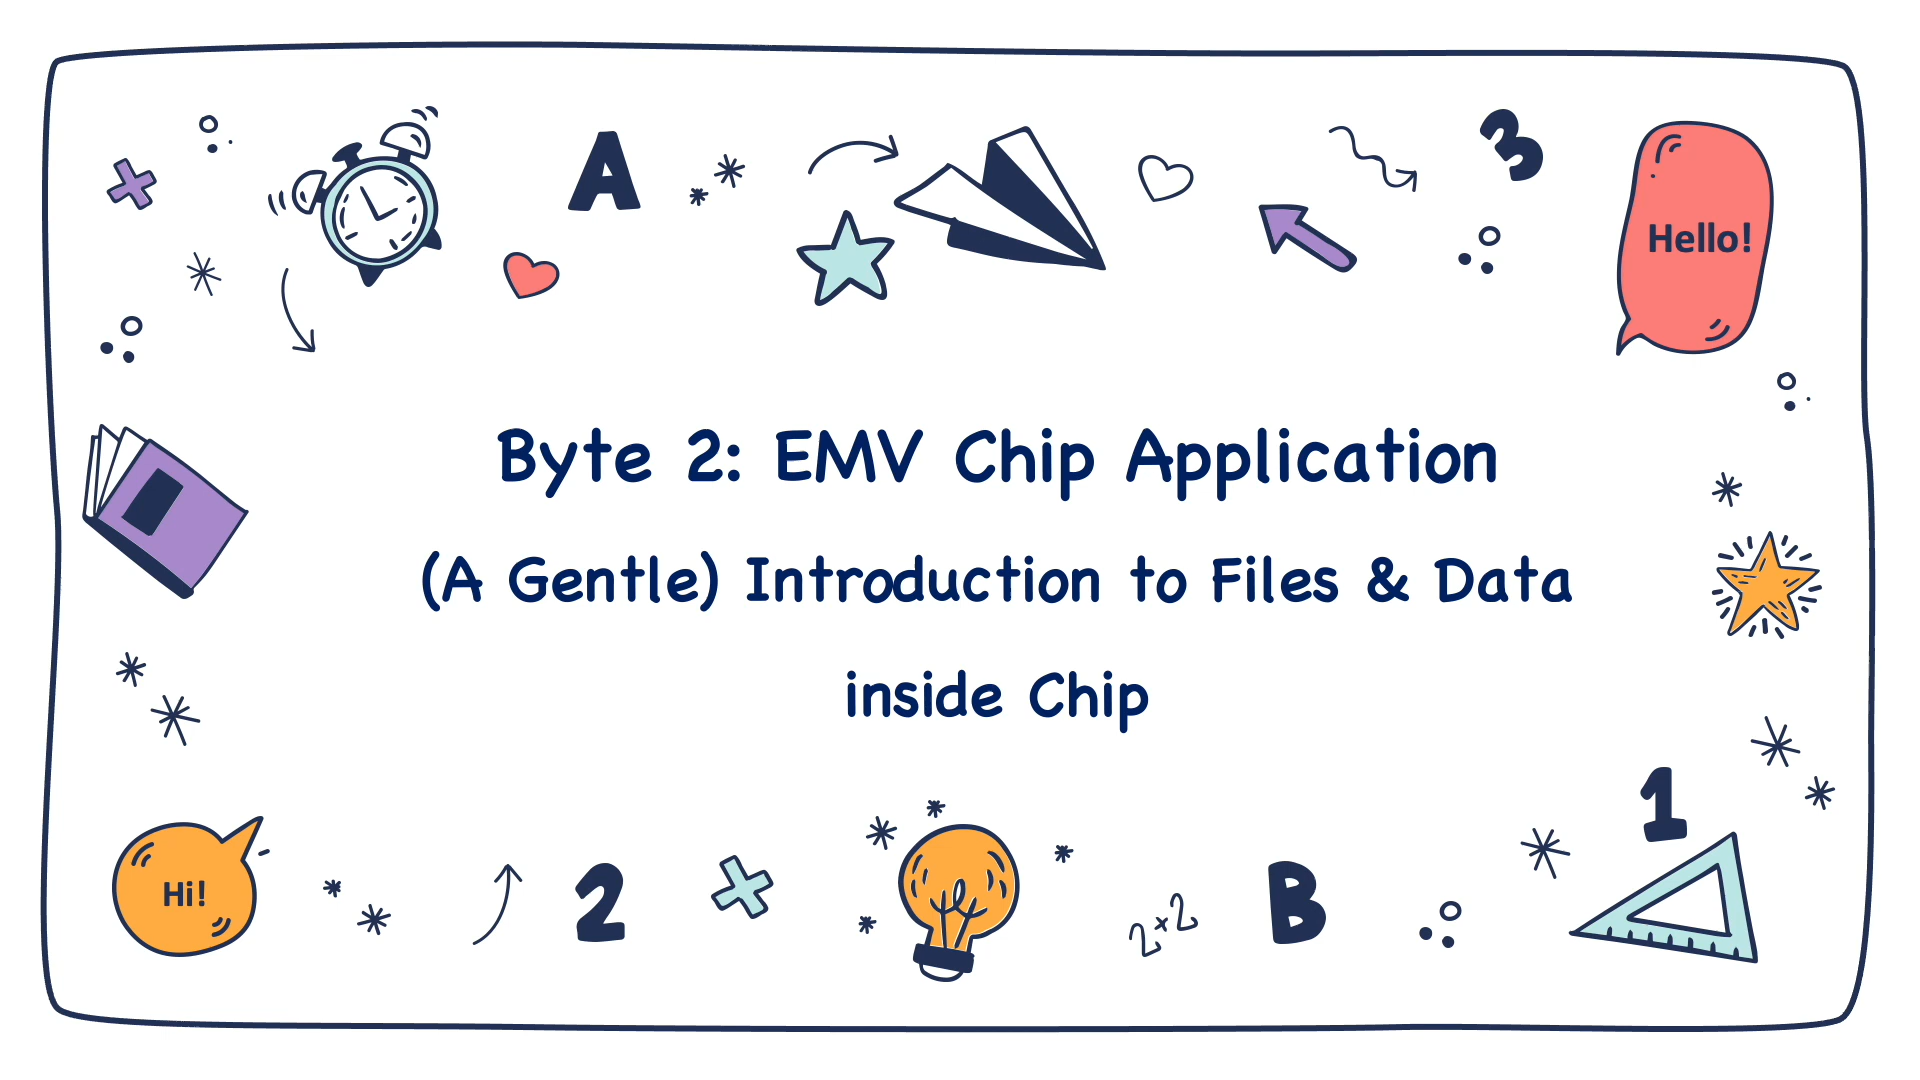 A
3
Hello!
Byte 2: EMV Chip Application
(A Gentle) Introduction to Files & Data
inside Chip
1
Hi!
2
2×2
B